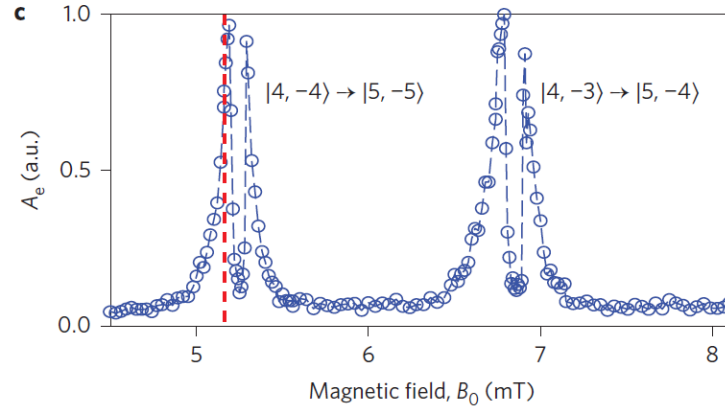 c
1.0
|4, −4⟩ → |5, −5⟩
|4, −3⟩ → |5, −4⟩
0.5
A_e (a.u.)
0.0
5
6
7
8
Magnetic field, B_0 (mT)